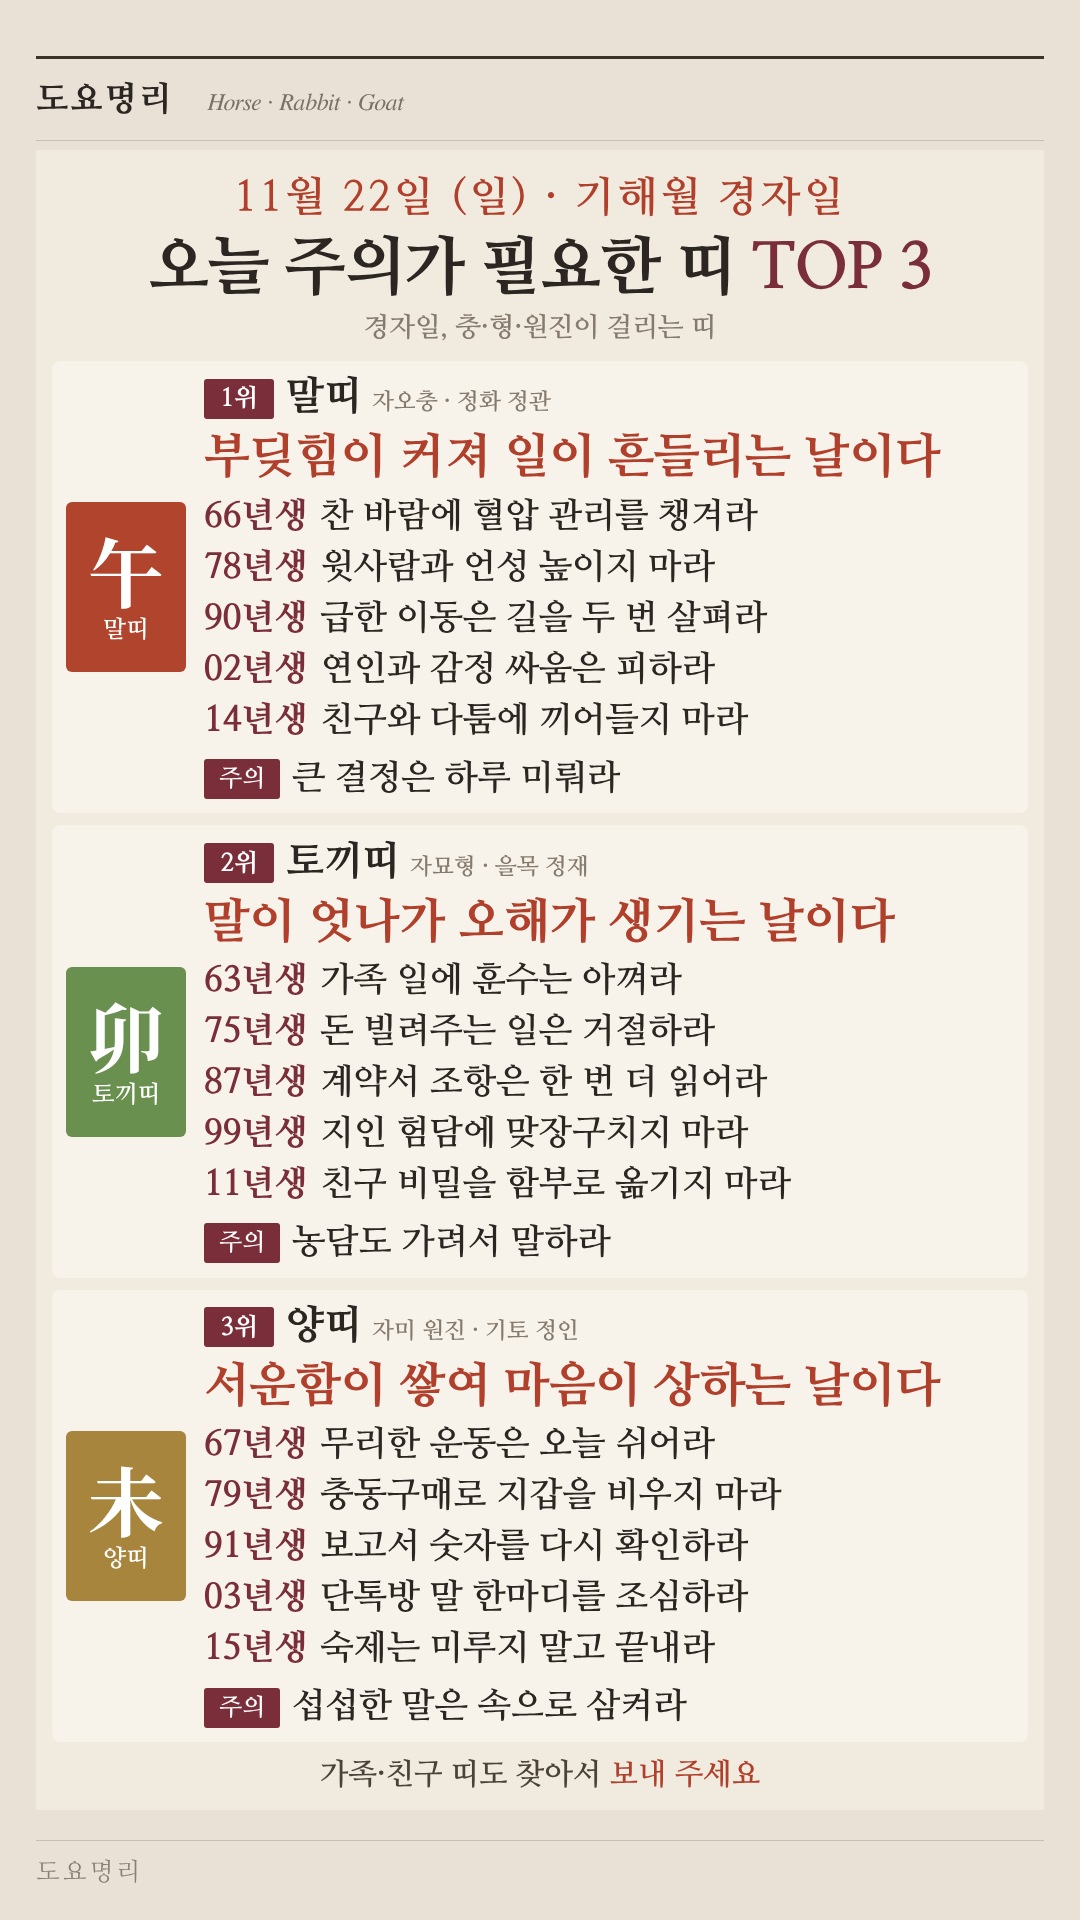 도요명리 Horse · Rabbit · Goat
11월 22일 (일) · 기해월 경자일
오늘 주의가 필요한 띠 TOP 3
경자일, 충·형·원진이 걸리는 띠
1위 말띠 자오충 · 정화 정관
부딪힘이 커져 일이 흔들리는 날이다
66년생 찬 바람에 혈압 관리를 챙겨라
78년생 윗사람과 언성 높이지 마라
90년생 급한 이동은 길을 두 번 살펴라
02년생 연인과 감정 싸움은 피하라
14년생 친구와 다툼에 끼어들지 마라
주의 큰 결정은 하루 미뤄라
午
말띠
2위 토끼띠 자묘형 · 을목 정재
말이 엇나가 오해가 생기는 날이다
63년생 가족 일에 훈수는 아껴라
75년생 돈 빌려주는 일은 거절하라
87년생 계약서 조항은 한 번 더 읽어라
99년생 지인 험담에 맞장구치지 마라
11년생 친구 비밀을 함부로 옮기지 마라
주의 농담도 가려서 말하라
卯
토끼띠
3위 양띠 자미 원진 · 기토 정인
서운함이 쌓여 마음이 상하는 날이다
67년생 무리한 운동은 오늘 쉬어라
79년생 충동구매로 지갑을 비우지 마라
91년생 보고서 숫자를 다시 확인하라
03년생 단톡방 말 한마디를 조심하라
15년생 숙제는 미루지 말고 끝내라
주의 섭섭한 말은 속으로 삼켜라
未
양띠
가족·친구 띠도 찾아서 보내 주세요
도요명리